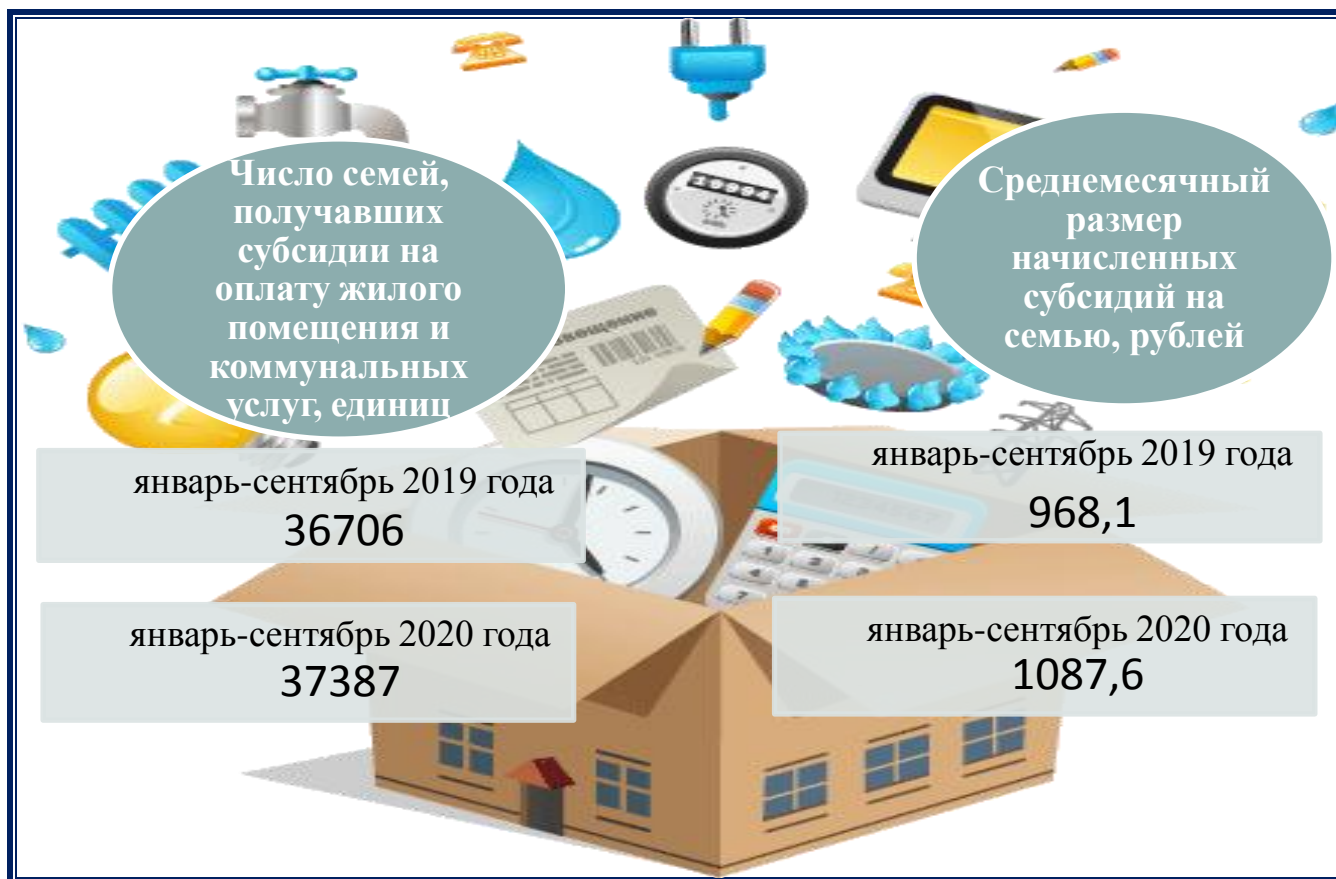 Число семей,
получавших
субсидии на
оплату жилого
помещения и
коммунальных
услуг, единиц
январь-сентябрь 2019 года
36706
январь-сентябрь 2020 года
37387
Среднемесячный
размер
начисленных
субсидий на
семью, рублей
январь-сентябрь 2019 года
968,1
январь-сентябрь 2020 года
1087,6
19994